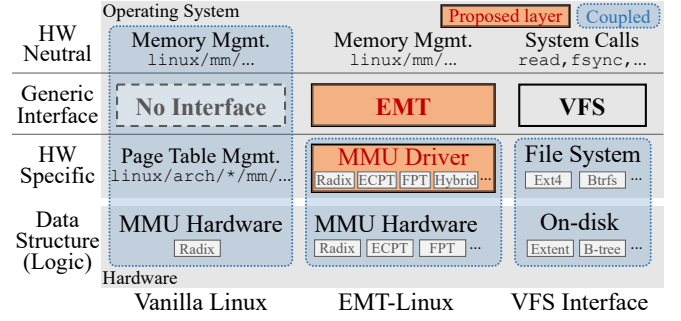 Operating System
Proposed layer
Coupled
HW
Neutral
Memory Mgmt.
linux/mm/…
Memory Mgmt.
linux/mm/…
System Calls
read,fsync,…
Generic
Interface
No Interface
EMT
VFS
HW
Specific
Page Table Mgmt.
linux/arch/*/mm/…
MMU Driver
Radix ECPT FPT Hybrid …
File System
Ext4 Btrfs …
Data
Structure
(Logic)
MMU Hardware
Radix
MMU Hardware
Radix ECPT FPT …
On-disk
Extent B-tree …
Hardware
Vanilla Linux
EMT-Linux
VFS Interface